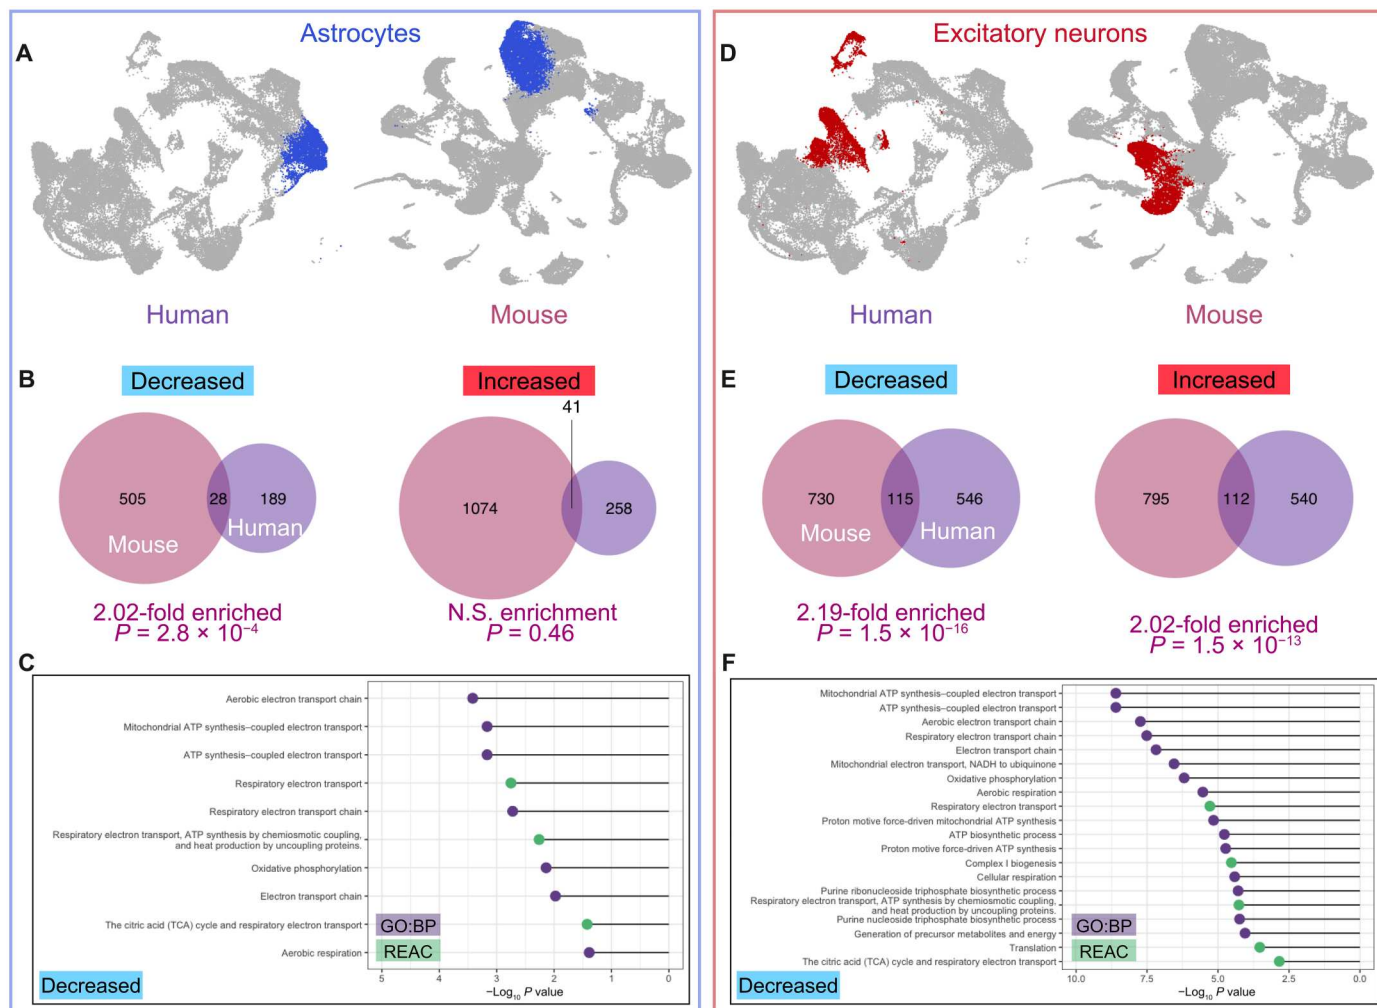 A
Astrocytes
Human
Mouse
B
Decreased
Increased
505
28
189
Mouse
Human
41
1074
258
2.02-fold enriched
P = 2.8 × 10⁻⁴
N.S. enrichment
P = 0.46
C
Aerobic electron transport chain
Mitochondrial ATP synthesis–coupled electron transport
ATP synthesis–coupled electron transport
Respiratory electron transport
Respiratory electron transport chain
Respiratory electron transport, ATP synthesis by chemiosmotic coupling,
and heat production by uncoupling proteins.
Oxidative phosphorylation
Electron transport chain
The citric acid (TCA) cycle and respiratory electron transport
Aerobic respiration
GO:BP
REAC
5 4 3 2 1 0
−Log₁₀ P value
Decreased
D
Excitatory neurons
Human
Mouse
E
Decreased
Increased
730
115
546
Mouse
Human
795
112
540
2.19-fold enriched
P = 1.5 × 10⁻¹⁶
2.02-fold enriched
P = 1.5 × 10⁻¹³
F
Mitochondrial ATP synthesis–coupled electron transport
ATP synthesis–coupled electron transport
Aerobic electron transport chain
Respiratory electron transport chain
Electron transport chain
Mitochondrial electron transport, NADH to ubiquinone
Oxidative phosphorylation
Aerobic respiration
Respiratory electron transport
Proton motive force-driven mitochondrial ATP synthesis
ATP biosynthetic process
Proton motive force-driven ATP synthesis
Complex I biogenesis
Cellular respiration
Purine ribonucleoside triphosphate biosynthetic process
Respiratory electron transport, ATP synthesis by chemiosmotic coupling,
and heat production by uncoupling proteins.
Purine nucleoside triphosphate biosynthetic process
Generation of precursor metabolites and energy
Translation
The citric acid (TCA) cycle and respiratory electron transport
GO:BP
REAC
10.0 7.5 5.0 2.5 0.0
−Log₁₀ P value
Decreased